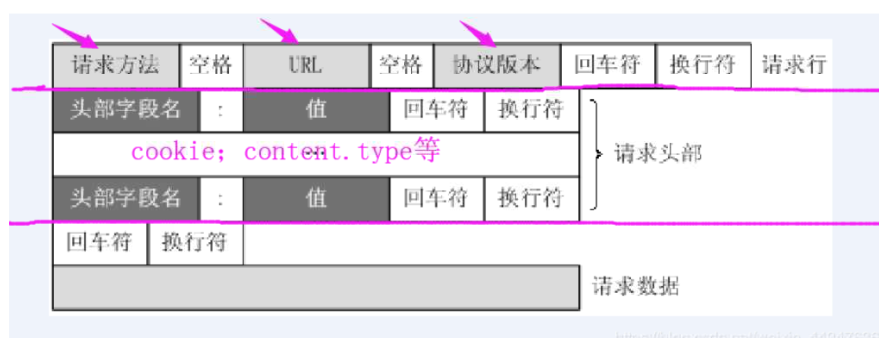 请求方法 空格 URL 空格 协议版本 回车符 换行符 请求行
头部字段名 : 值 回车符 换行符
cookie; content.type等
... 请求头部
头部字段名 : 值 回车符 换行符
回车符 换行符
请求数据